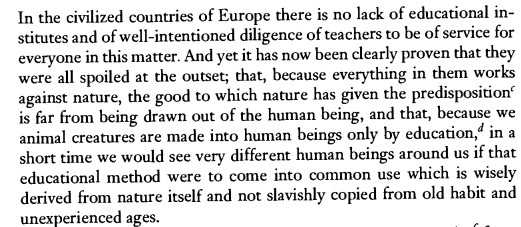 In the civilized countries of Europe there is no lack of educational in-
stitutes and of well-intentioned diligence of teachers to be of service for
everyone in this matter. And yet it has now been clearly proven that they
were all spoiled at the outset; that, because everything in them works
against nature, the good to which nature has given the predispositionᶜ
is far from being drawn out of the human being, and that, because we
animal creatures are made into human beings only by education,ᵈ in a
short time we would see very different human beings around us if that
educational method were to come into common use which is wisely
derived from nature itself and not slavishly copied from old habit and
unexperienced ages.